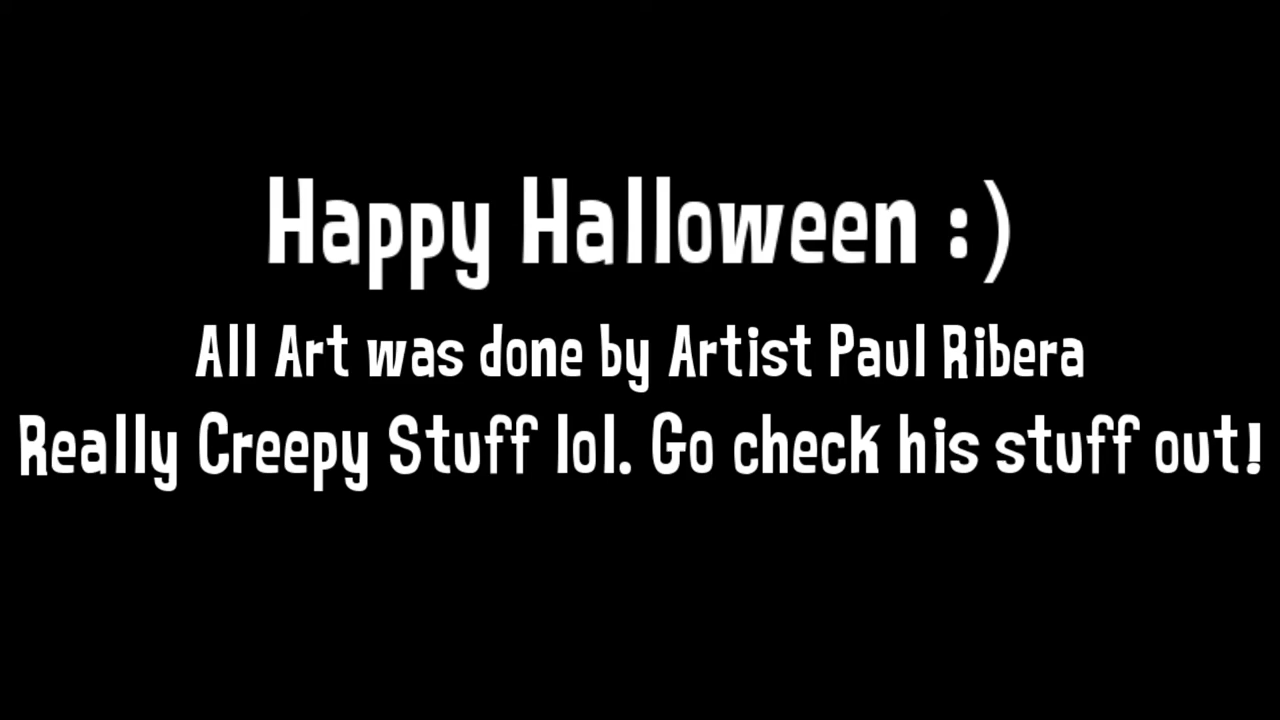 Happy Halloween :)
All Art was done by Artist Paul Ribera
Really Creepy Stuff lol. Go check his stuff out!